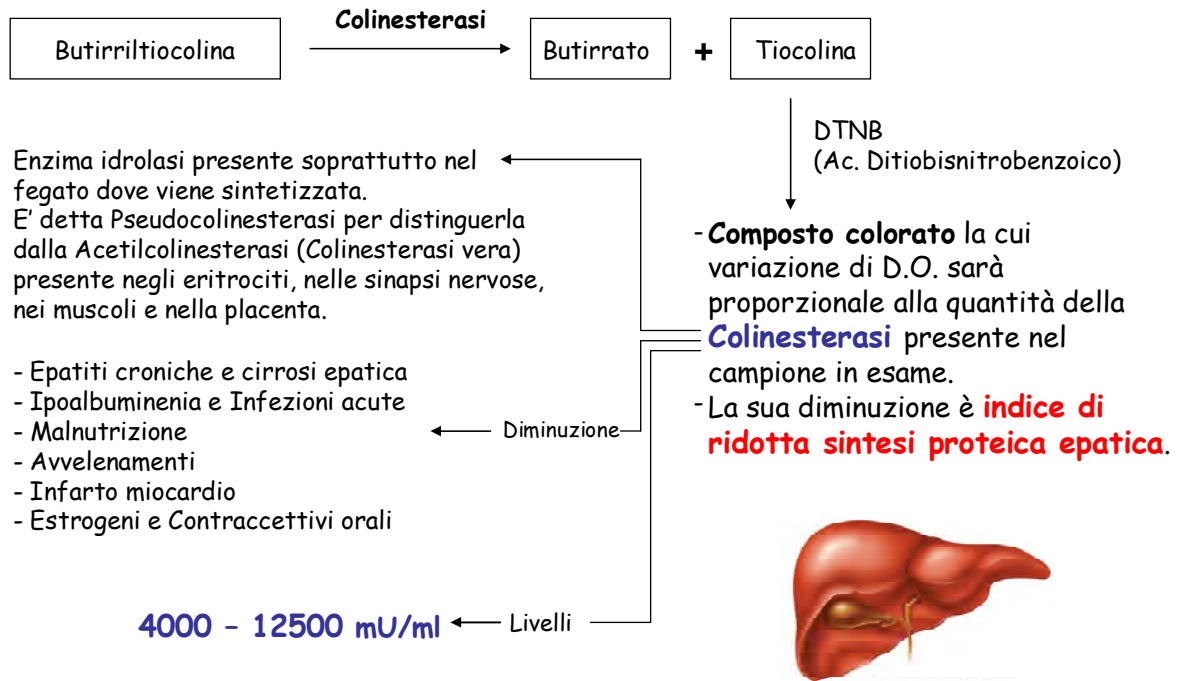 Colinesterasi
Butirriltiocolina
Butirrato
+
Tiocolina
DTNB
(Ac. Ditiobisnitrobenzoico)
Enzima idrolasi presente soprattutto nel
fegato dove viene sintetizzata.
E' detta Pseudocolinesterasi per distinguerla
dalla Acetilcolinesterasi (Colinesterasi vera)
presente negli eritrociti, nelle sinapsi nervose,
nei muscoli e nella placenta.
- Composto colorato la cui
variazione di D.O. sarà
proporzionale alla quantità della
Colinesterasi presente nel
campione in esame.
- La sua diminuzione è indice di
ridotta sintesi proteica epatica.
- Epatiti croniche e cirrosi epatica
- Ipoalbuminenia e Infezioni acute
- Malnutrizione
- Avvelenamenti
- Infarto miocardio
- Estrogeni e Contraccettivi orali
Diminuzione
4000 – 12500 mU/ml
Livelli